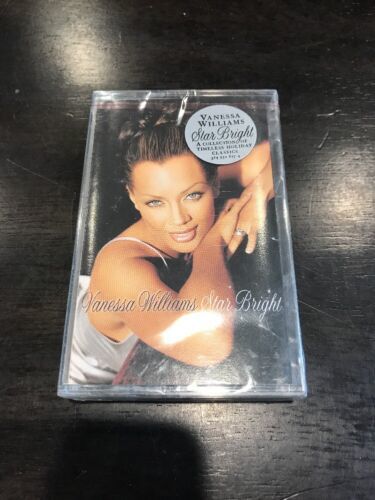 VANESSA
WILLIAMS
Star Bright
A COLLECTION OF
TIMELESS HOLIDAY
CLASSICS
Vanessa Williams Star Bright